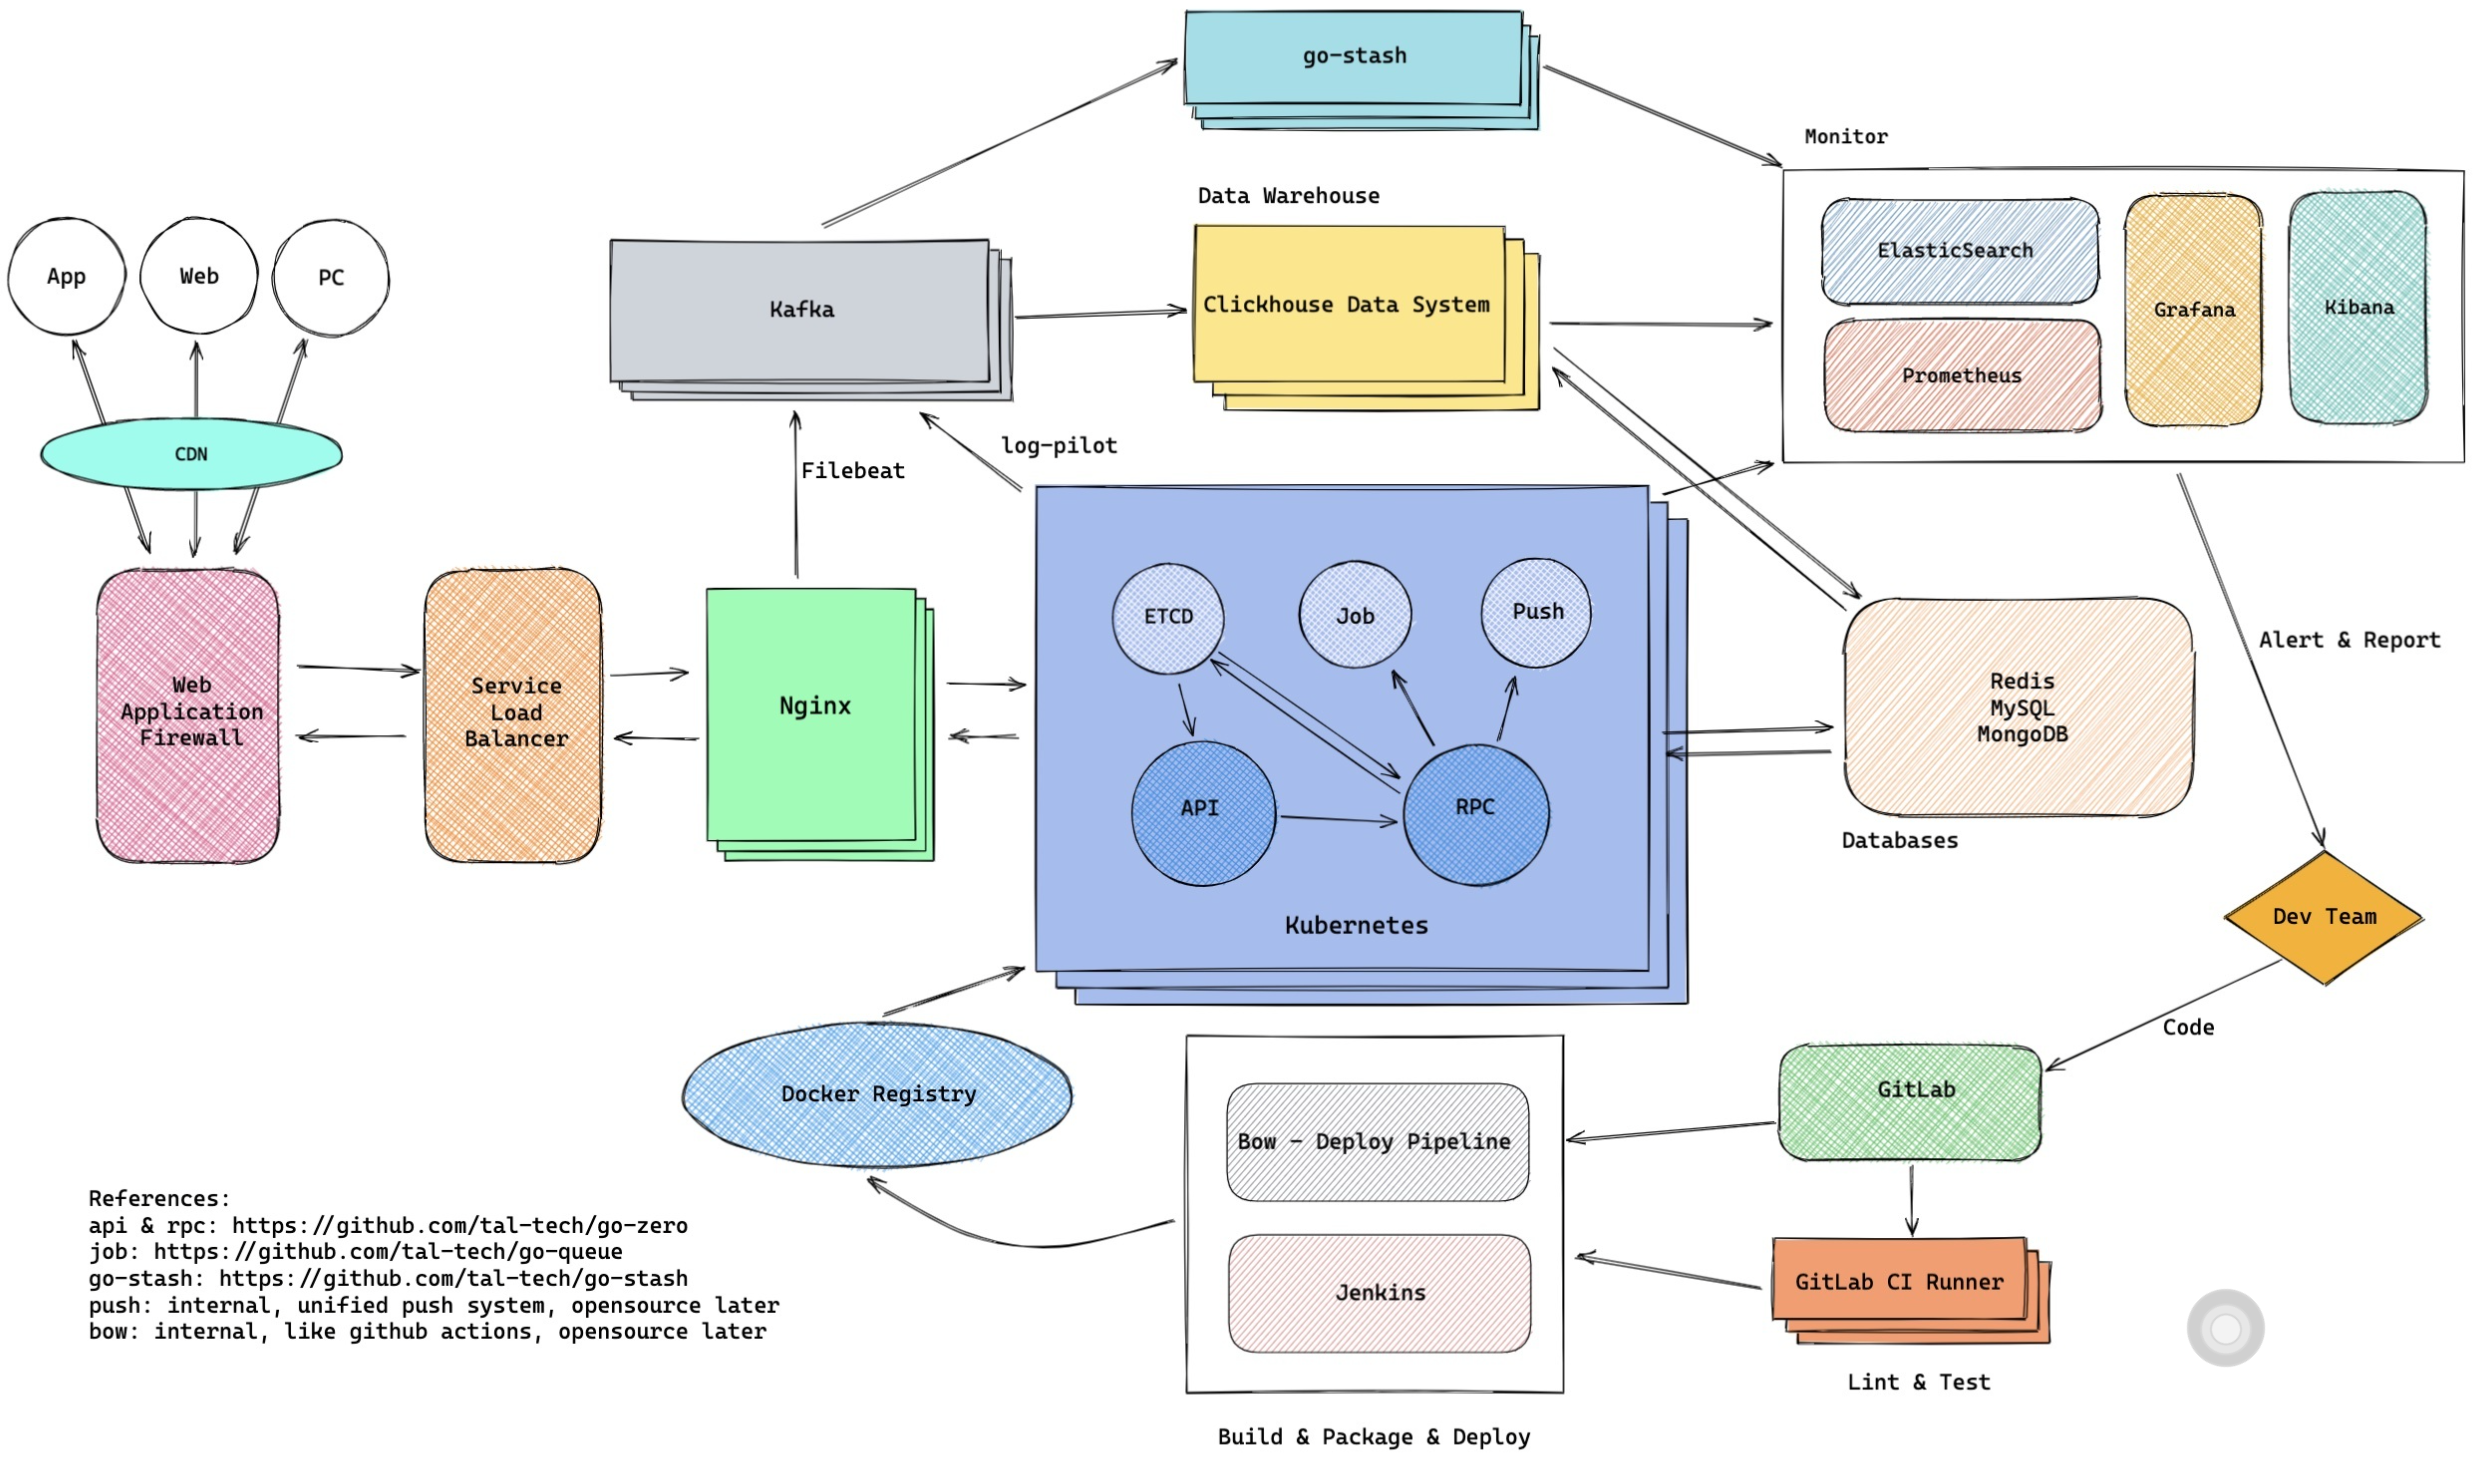 go-stash
Monitor
Data Warehouse
App
Web
PC
Kafka
Clickhouse Data System
ElasticSearch
Prometheus
Grafana
Kibana
CDN
Filebeat
log-pilot
Web
Application
Firewall
Service
Load
Balancer
Nginx
ETCD
Job
Push
API
RPC
Kubernetes
Redis
MySQL
MongoDB
Databases
Alert & Report
Dev Team
Code
Docker Registry
Bow - Deploy Pipeline
Jenkins
Build & Package & Deploy
GitLab
GitLab CI Runner
Lint & Test
References:
api & rpc: https://github.com/tal-tech/go-zero
job: https://github.com/tal-tech/go-queue
go-stash: https://github.com/tal-tech/go-stash
push: internal, unified push system, opensource later
bow: internal, like github actions, opensource later